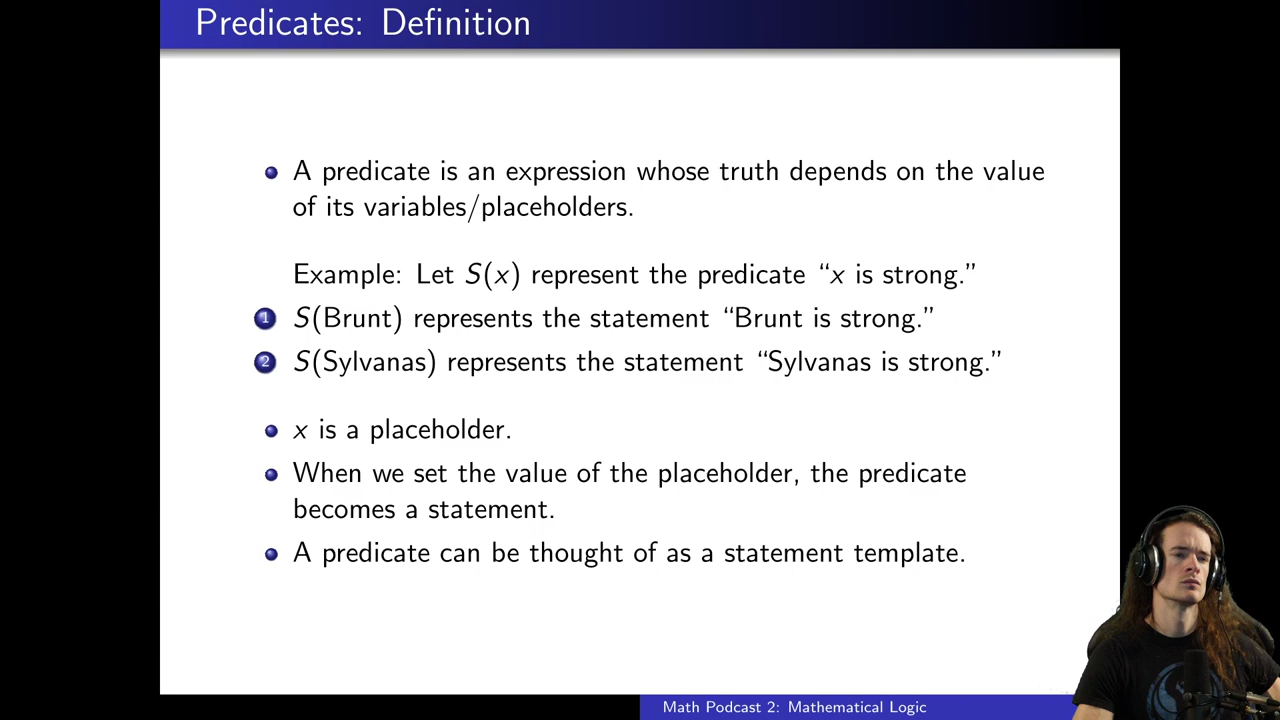 Predicates: Definition
A predicate is an expression whose truth depends on the value
of its variables/placeholders.
Example: Let S(x) represent the predicate “x is strong.”
1 S(Brunt) represents the statement “Brunt is strong.”
2 S(Sylvanas) represents the statement “Sylvanas is strong.”
x is a placeholder.
When we set the value of the placeholder, the predicate
becomes a statement.
A predicate can be thought of as a statement template.
Math Podcast 2: Mathematical Logic